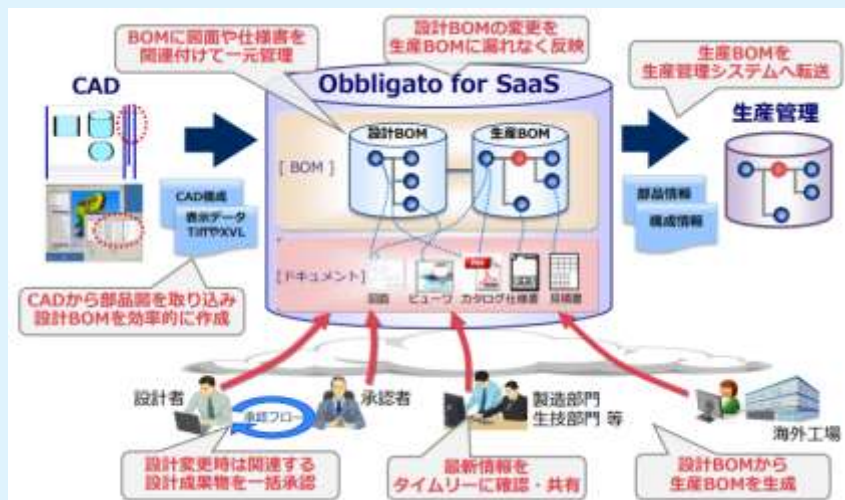 BOMに図面や仕様書を
関連付けて一元管理
設計BOMの変更を
生産BOMに漏れなく反映
生産BOMを
生産管理システムへ転送
CAD
Obbligato for SaaS
生産管理
設計BOM
生産BOM
[ BOM ]
CAD構成
表示データ
TiffやXVL
部品情報
構成情報
[ドキュメント]
図面
ビューワ
カタログ
仕様書
見積書
CADから部品図を取り込み
設計BOMを効率的に作成
設計者
承認フロー
承認者
製造部門
生技部門 等
海外工場
設計変更時は関連する
設計成果物を一括承認
最新情報を
タイムリーに確認・共有
設計BOMから
生産BOMを生成